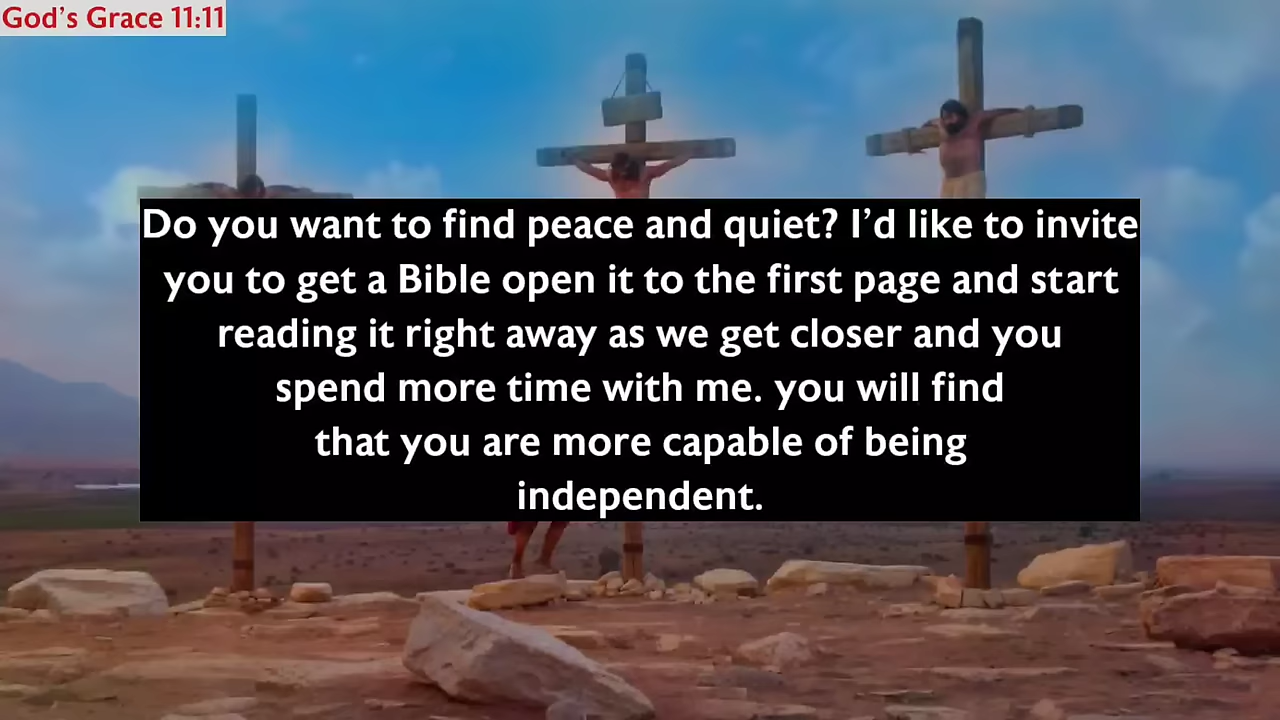 God’s Grace 11:11
Do you want to find peace and quiet? I’d like to invite
you to get a Bible open it to the first page and start
reading it right away as we get closer and you
spend more time with me. you will find
that you are more capable of being
independent.